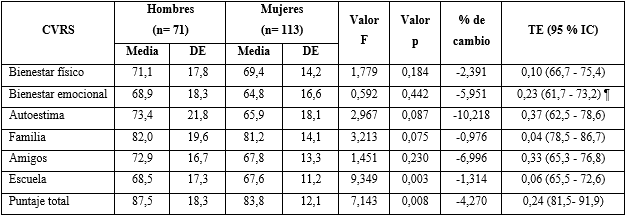 CVRS Hombres (n= 71) Mujeres (n= 113) Valor F Valor p % de cambio TE (95 % IC)
Media DE Media DE
Bienestar físico 71,1 17,8 69,4 14,2 1,779 0,184 -2,391 0,10 (66,7 - 75,4)
Bienestar emocional 68,9 18,3 64,8 16,6 0,592 0,442 -5,951 0,23 (61,7 - 73,2) ¶
Autoestima 73,4 21,8 65,9 18,1 2,967 0,087 -10,218 0,37 (62,5 - 78,6)
Familia 82,0 19,6 81,2 14,1 3,213 0,075 -0,976 0,04 (78,5 - 86,7)
Amigos 72,9 16,7 67,8 13,3 1,451 0,230 -6,996 0,33 (65,3 - 76,8)
Escuela 68,5 17,3 67,6 11,2 9,349 0,003 -1,314 0,06 (65,5 - 72,6)
Puntaje total 87,5 18,3 83,8 12,1 7,143 0,008 -4,270 0,24 (81,5- 91,9)